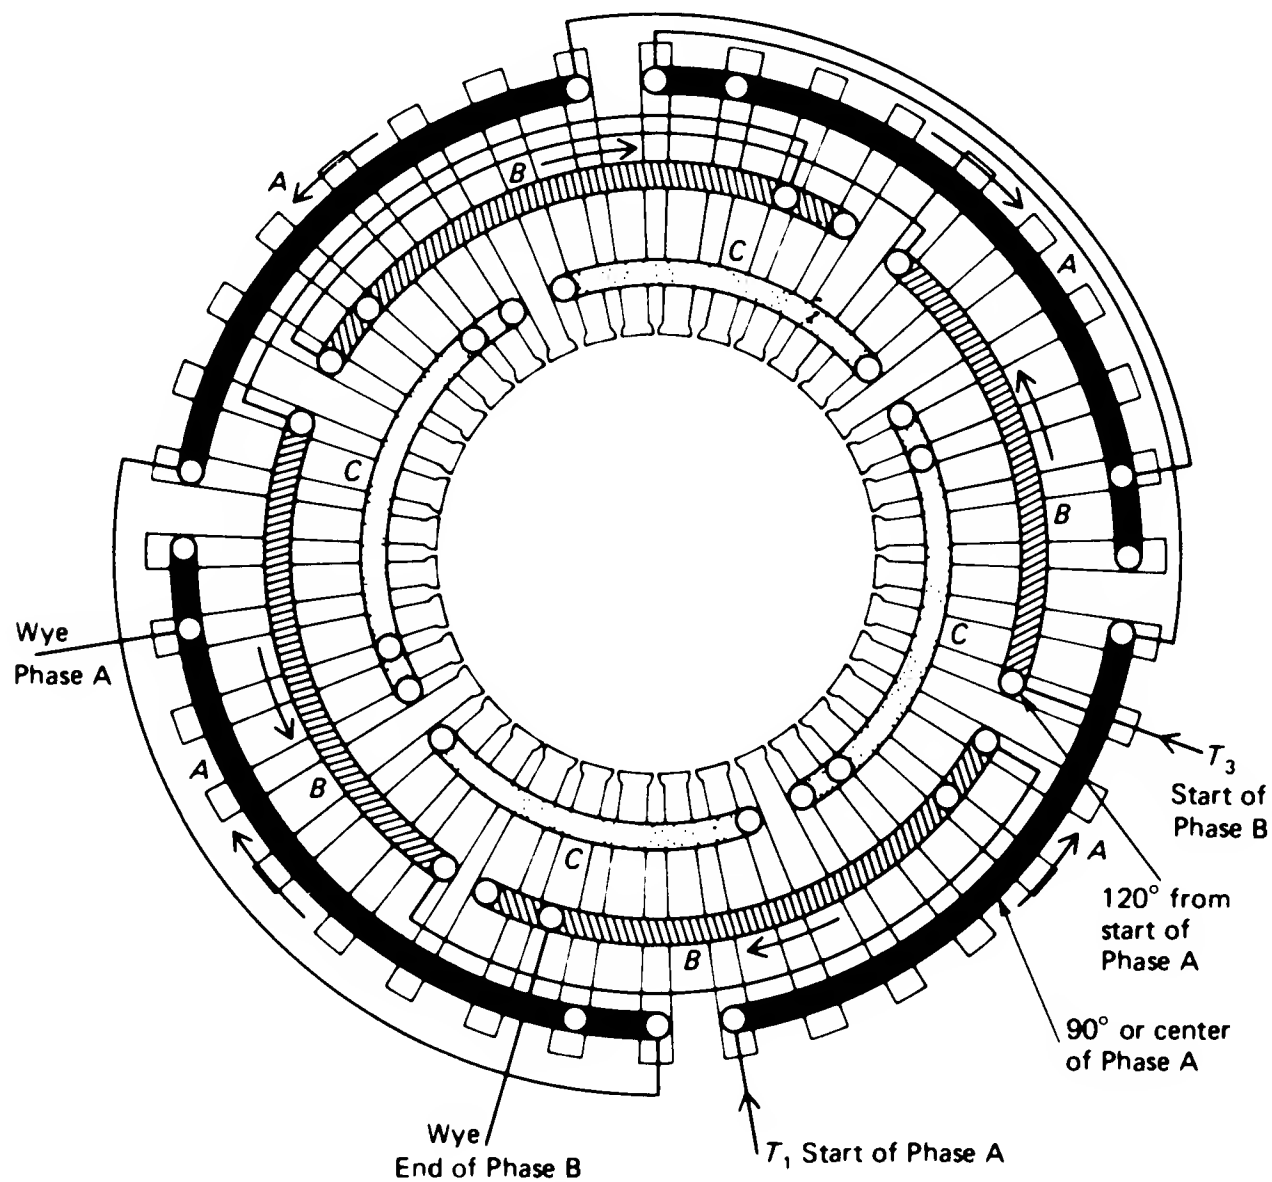 A
B
C
A
C
B
Wye
Phase A
C
T3
Start of
Phase B
A
B
A
C
120° from
start of
Phase A
B
90° or center
of Phase A
Wye
End of Phase B
T1 Start of Phase A